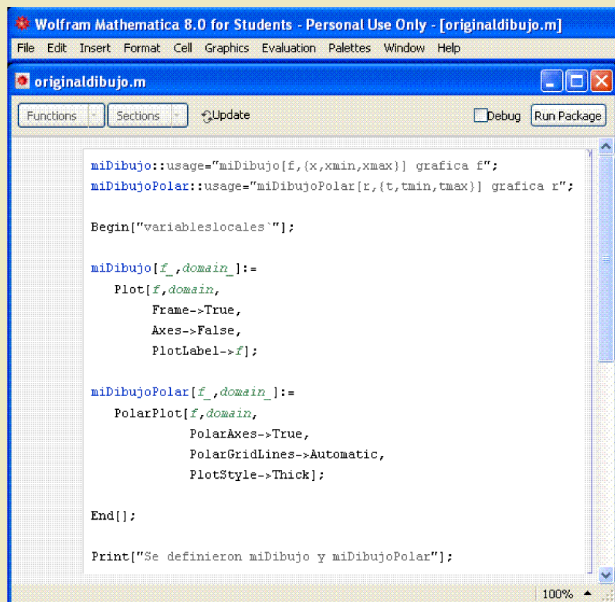 Wolfram Mathematica 8.0 for Students - Personal Use Only - [originaldibujo.m]
File Edit Insert Format Cell Graphics Evaluation Palettes Window Help
originaldibujo.m
Functions Sections Update Debug Run Package
miDibujo::usage="miDibujo[f,{x,xmin,xmax}] grafica f";
miDibujoPolar::usage="miDibujoPolar[r,{t,tmin,tmax}] grafica r";
Begin["variableslocales`"];
miDibujo[f_,domain_]:=
Plot[f,domain,
Frame->True,
Axes->False,
PlotLabel->f];
miDibujoPolar[f_,domain_]:=
PolarPlot[f,domain,
PolarAxes->True,
PolarGridLines->Automatic,
PlotStyle->Thick];
End[];
Print["Se definieron miDibujo y miDibujoPolar"];
100%